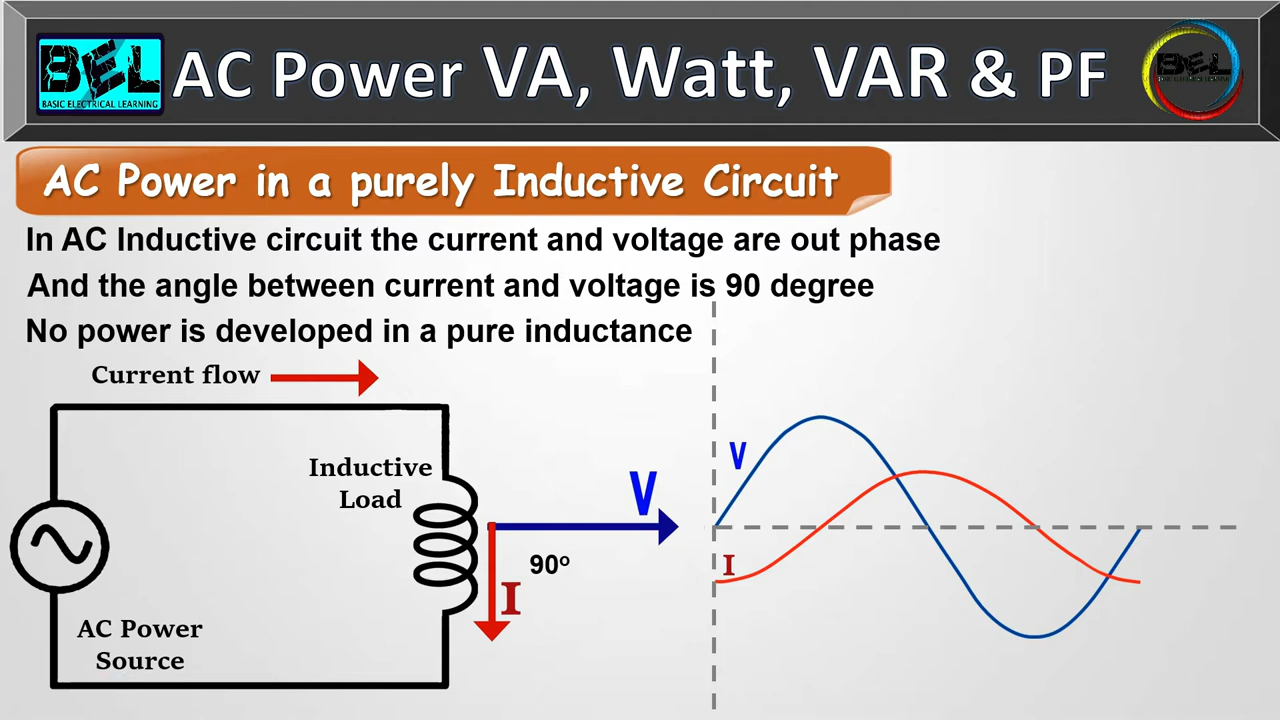 BEL
BASIC ELECTRICAL LEARNING
AC Power VA, Watt, VAR & PF
BEL
AC Power in a purely Inductive Circuit
In AC Inductive circuit the current and voltage are out phase
And the angle between current and voltage is 90 degree
No power is developed in a pure inductance
Current flow
Inductive
Load
V
90º
I
AC Power
Source
V
I